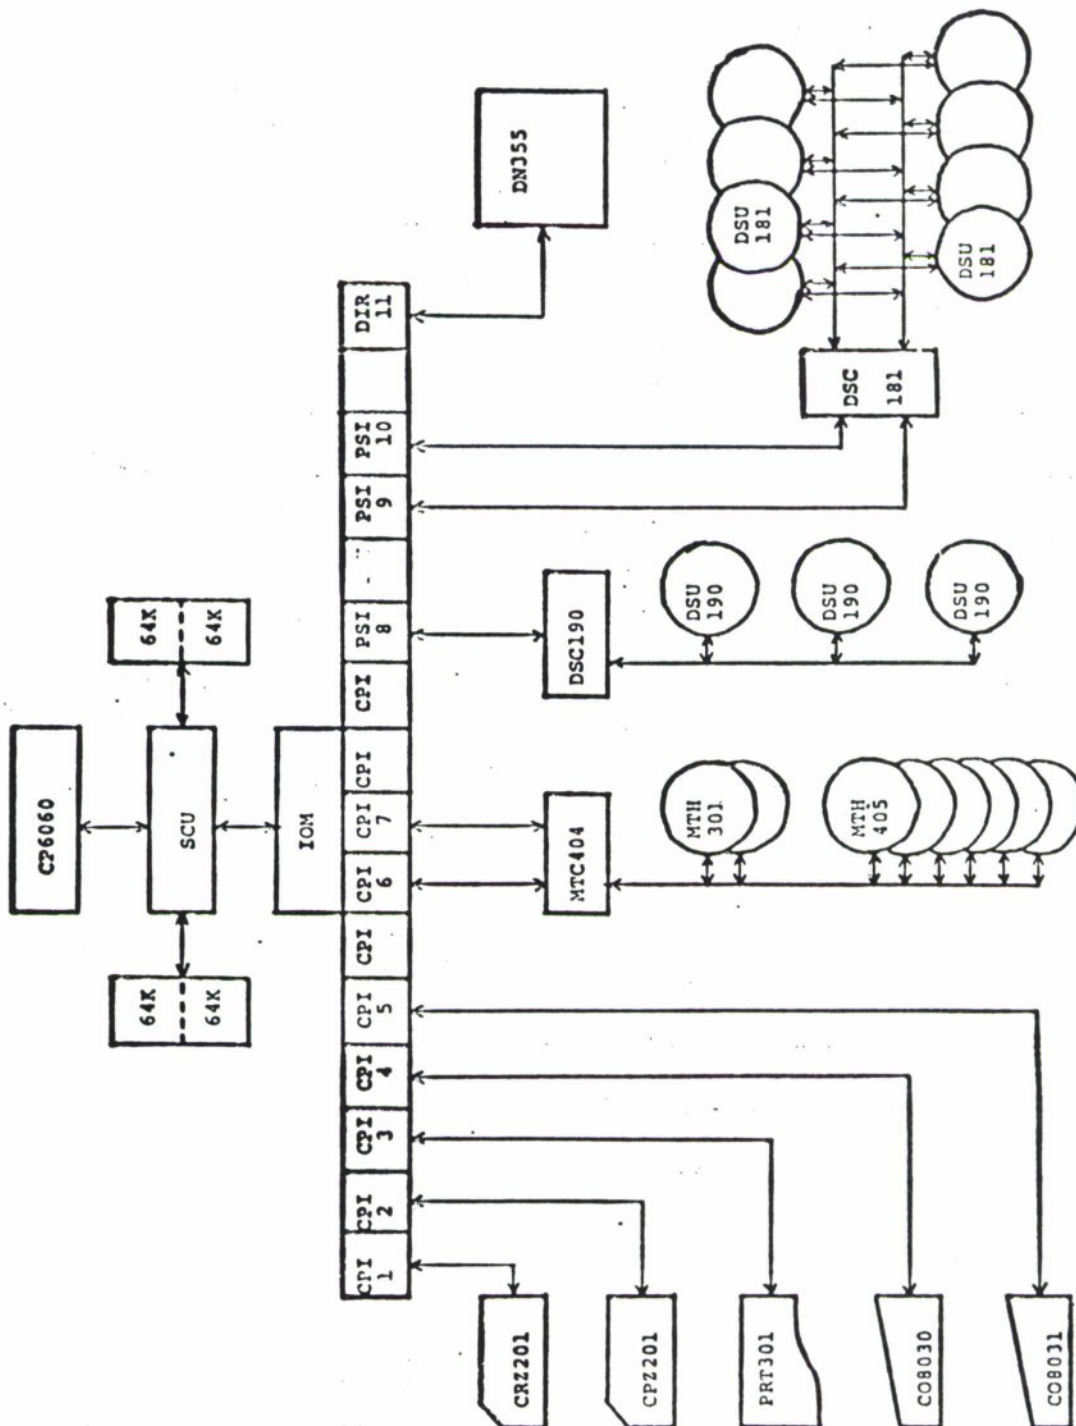 CP6060
64K
64K
SCU
64K
64K
IOM
CPI
1
CPI
2
CPI
3
CPI
4
CPI
5
CPI
CPI
6
CPI
7
CPI
CPI
PSI
8
PSI
9
PSI
10
DIR
11
CRZ201
CPZ201
PRT301
CO8030
CO8031
MTC404
MTH
301
MTH
405
DSC190
DSU
190
DSU
190
DSU
190
DSC
181
DSU
181
DSU
181
DN355